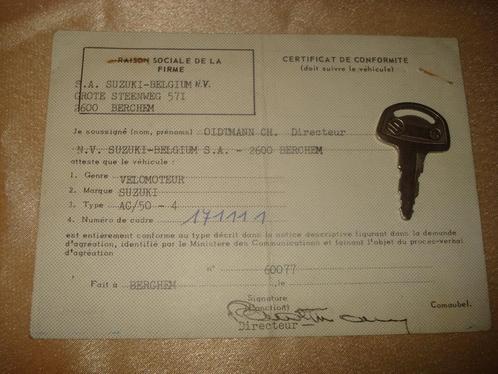 RAISON SOCIALE DE LA
FIRME
CERTIFICAT DE CONFORMITE
(doit suivre le véhicule)
S.A. SUZUKI-BELGIUM N.V.
GROTE STEENWEG 571
2600 BERCHEM
Je soussigné (nom, prénoms) OIDTMANN CH. Directeur
N.V. SUZUKI-BELGIUM S.A. - 2600 BERCHEM
atteste que le véhicule :
1. Genre VELOMOTEUR
2. Marque SUZUKI
3. Type AC/50 - 4
4. Numéro de cadre 171111
est entièrement conforme au type décrit dans la notice descriptive figurant dans la demande
d'agréation, identifié par le Ministere des Communications et faisant l'objet du proces-verbal
d'agréation
n° 60077
Fait à BERCHEM ,le
Signature
(Fonction)
Directeur
Comaubel.